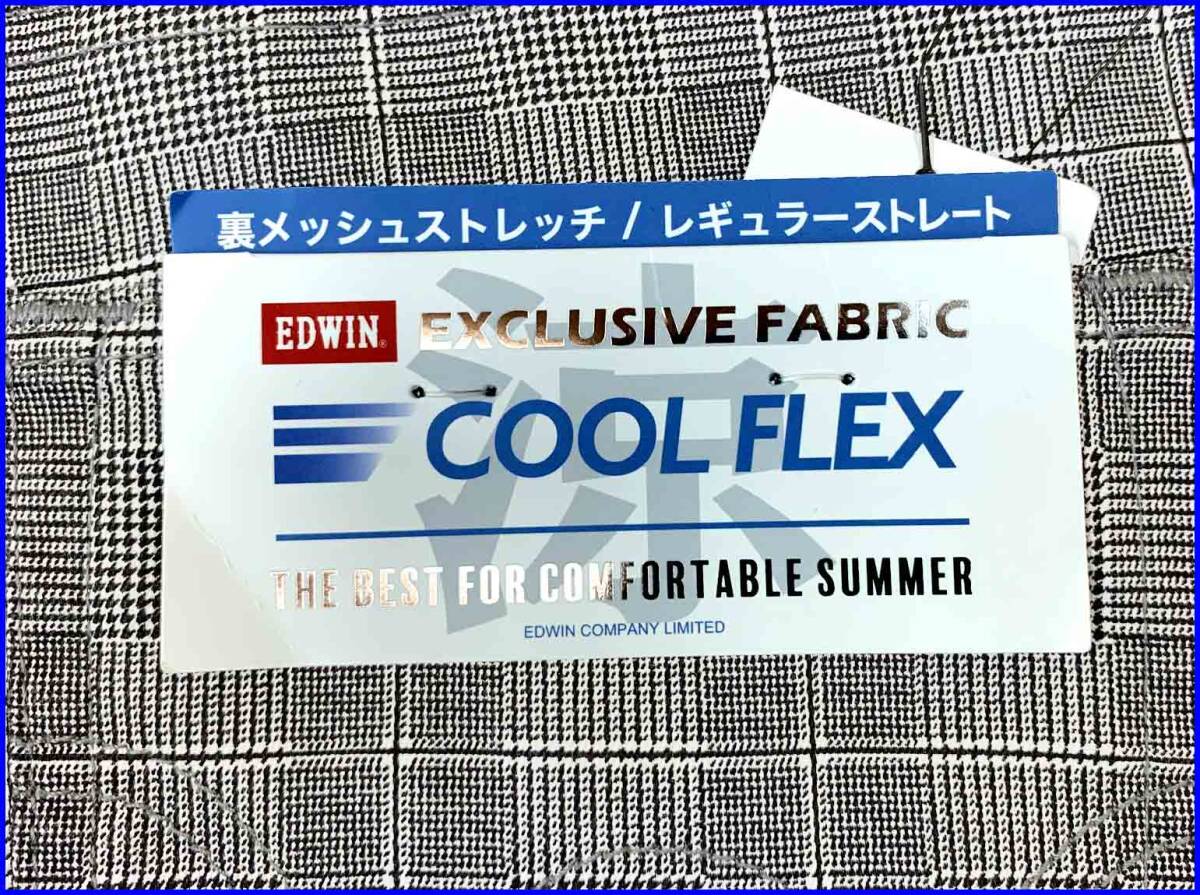 裏メッシュストレッチ / レギュラーストレート
EDWIN® EXCLUSIVE FABRIC
涼
COOL FLEX
THE BEST FOR COMFORTABLE SUMMER
EDWIN COMPANY LIMITED